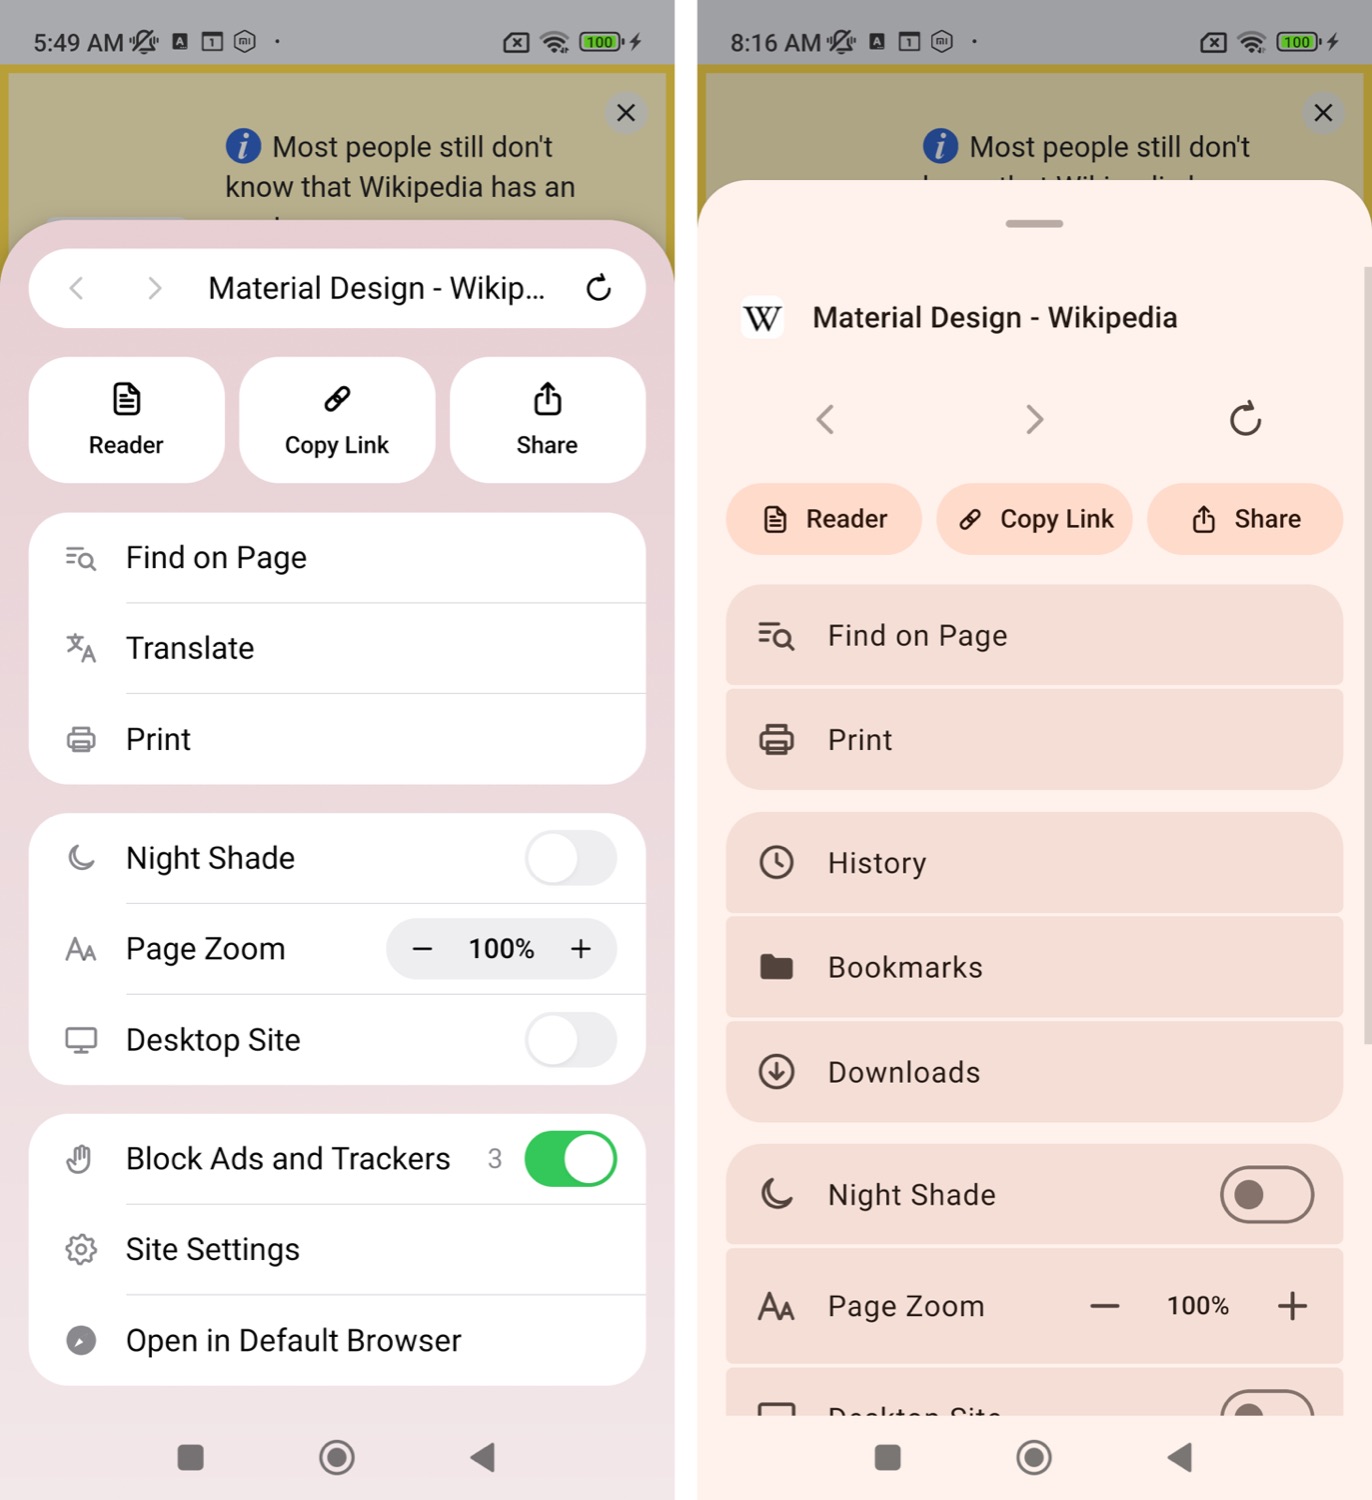 5:49 AM
100
Most people still don't
know that Wikipedia has an
Material Design - Wikip...
Reader
Copy Link
Share
Find on Page
Translate
Print
Night Shade
Page Zoom
100%
Desktop Site
Block Ads and Trackers 3
Site Settings
Open in Default Browser
8:16 AM
100
Most people still don't
W Material Design - Wikipedia
Reader
Copy Link
Share
Find on Page
Print
History
Bookmarks
Downloads
Night Shade
Page Zoom
100%
Desktop Site